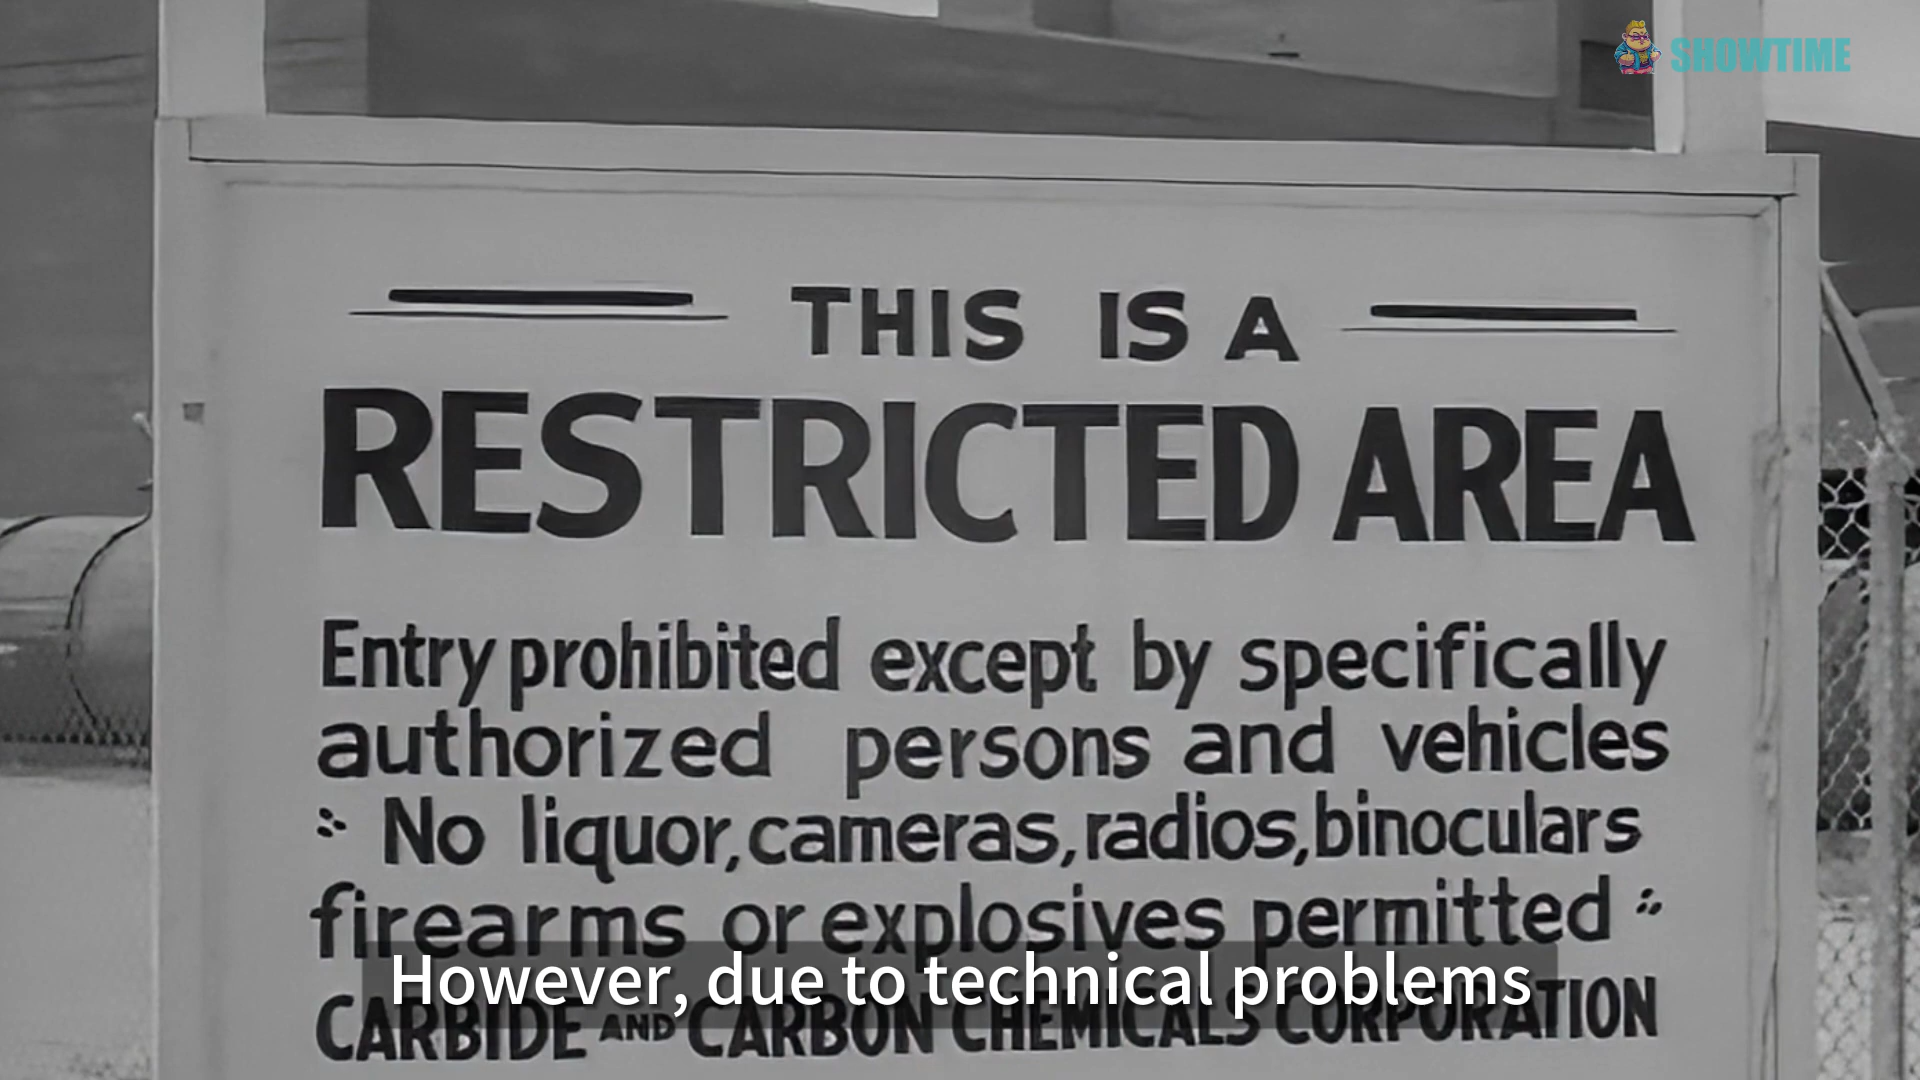 SHOWTIME
THIS IS A
RESTRICTED AREA
Entry prohibited except by specifically
authorized persons and vehicles
No liquor, cameras, radios, binoculars
firearms or explosives permitted
However, due to technical problems
CARBIDE AND CARBON CHEMICALS CORPORATION